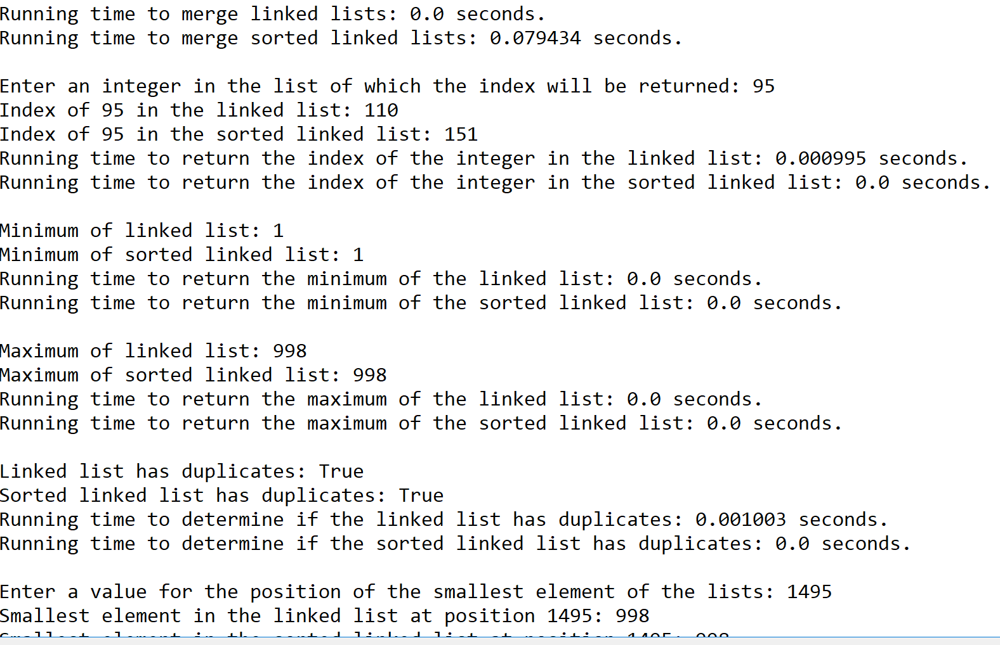 Running time to merge linked lists: 0.0 seconds.
Running time to merge sorted linked lists: 0.079434 seconds.
Enter an integer in the list of which the index will be returned: 95
Index of 95 in the linked list: 110
Index of 95 in the sorted linked list: 151
Running time to return the index of the integer in the linked list: 0.000995 seconds.
Running time to return the index of the integer in the sorted linked list: 0.0 seconds.
Minimum of linked list: 1
Minimum of sorted linked list: 1
Running time to return the minimum of the linked list: 0.0 seconds.
Running time to return the minimum of the sorted linked list: 0.0 seconds.
Maximum of linked list: 998
Maximum of sorted linked list: 998
Running time to return the maximum of the linked list: 0.0 seconds.
Running time to return the maximum of the sorted linked list: 0.0 seconds.
Linked list has duplicates: True
Sorted linked list has duplicates: True
Running time to determine if the linked list has duplicates: 0.001003 seconds.
Running time to determine if the sorted linked list has duplicates: 0.0 seconds.
Enter a value for the position of the smallest element of the lists: 1495
Smallest element in the linked list at position 1495: 998
Smallest element in the sorted linked list at position 1495: 998